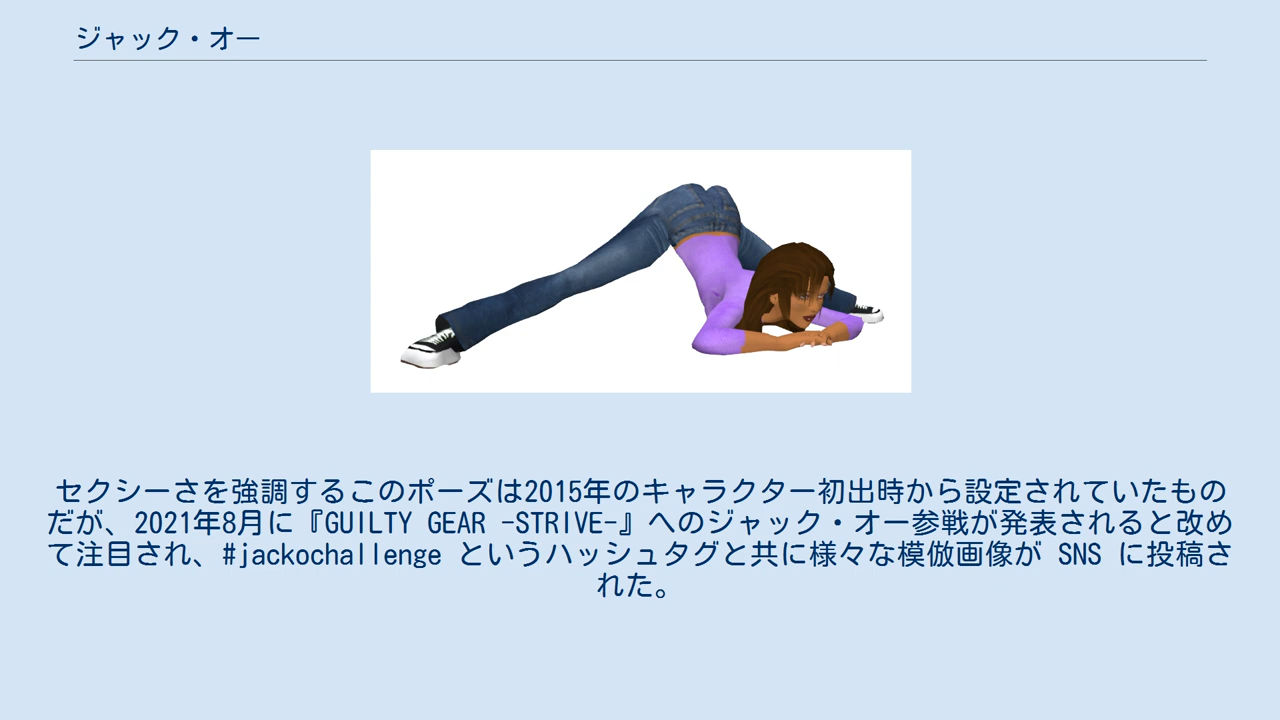 ジャック・オー
セクシーさを強調するこのポーズは2015年のキャラクター初出時から設定されていたもの
だが、2021年8月に『GUILTY GEAR -STRIVE-』へのジャック・オー参戦が発表されると改め
て注目され、#jackochallenge というハッシュタグと共に様々な模倣画像が SNS に投稿さ
れた。